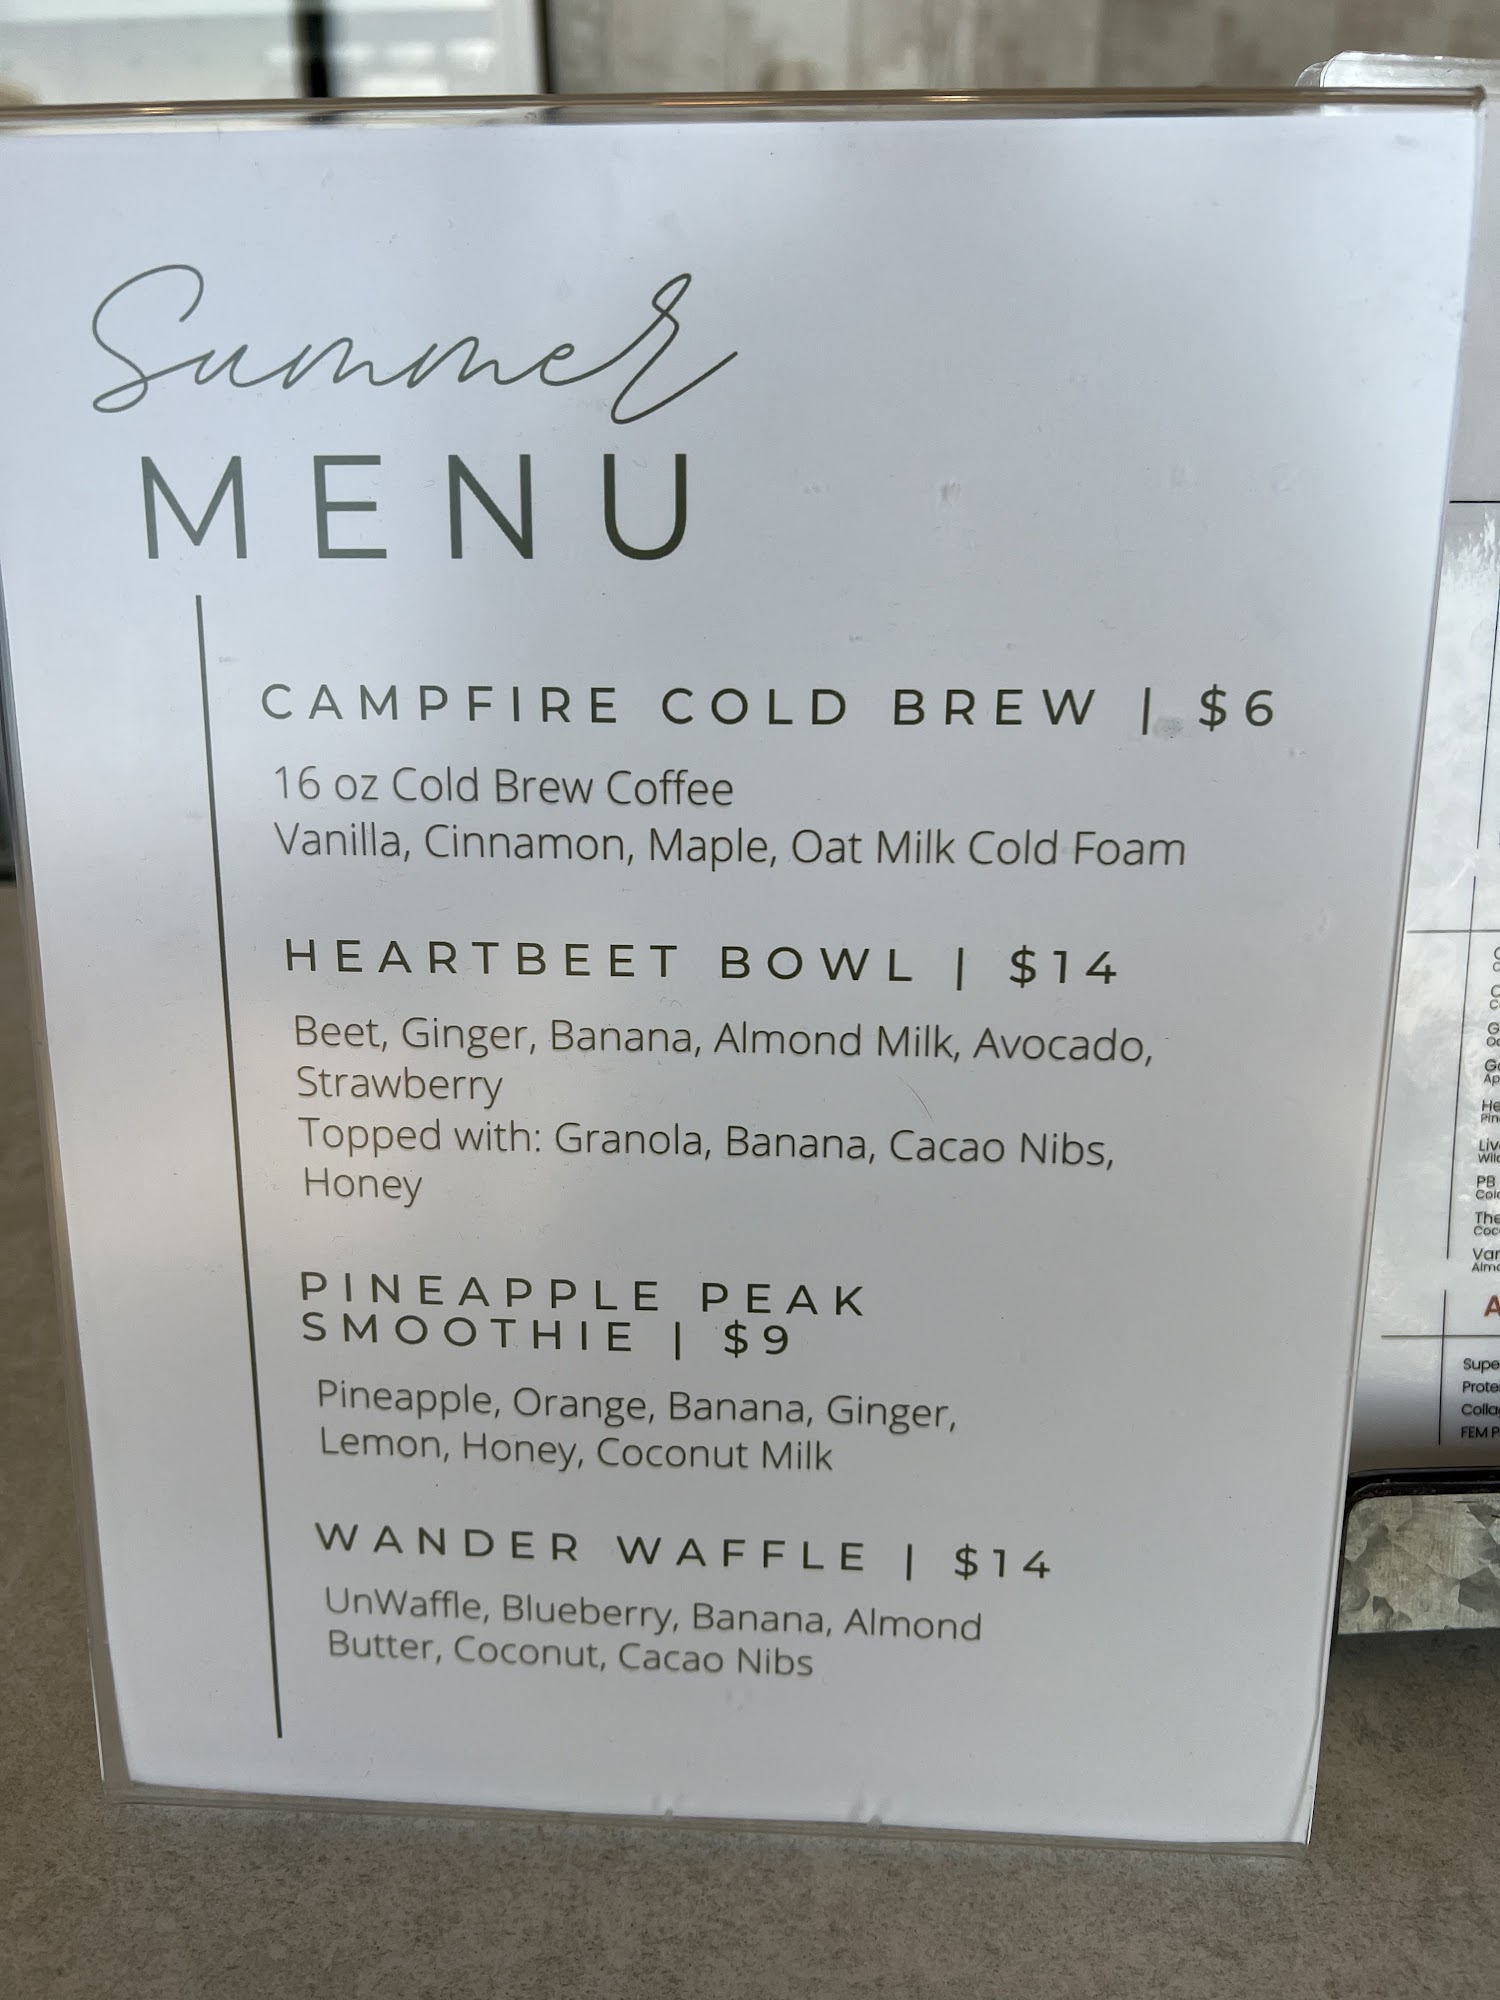 Summer
MENU
CAMPFIRE COLD BREW | $6
16 oz Cold Brew Coffee
Vanilla, Cinnamon, Maple, Oat Milk Cold Foam
HEARTBEET BOWL | $14
Beet, Ginger, Banana, Almond Milk, Avocado,
Strawberry
Topped with: Granola, Banana, Cacao Nibs,
Honey
PINEAPPLE PEAK
SMOOTHIE | $9
Pineapple, Orange, Banana, Ginger,
Lemon, Honey, Coconut Milk
WANDER WAFFLE | $14
UnWaffle, Blueberry, Banana, Almond
Butter, Coconut, Cacao Nibs
PB